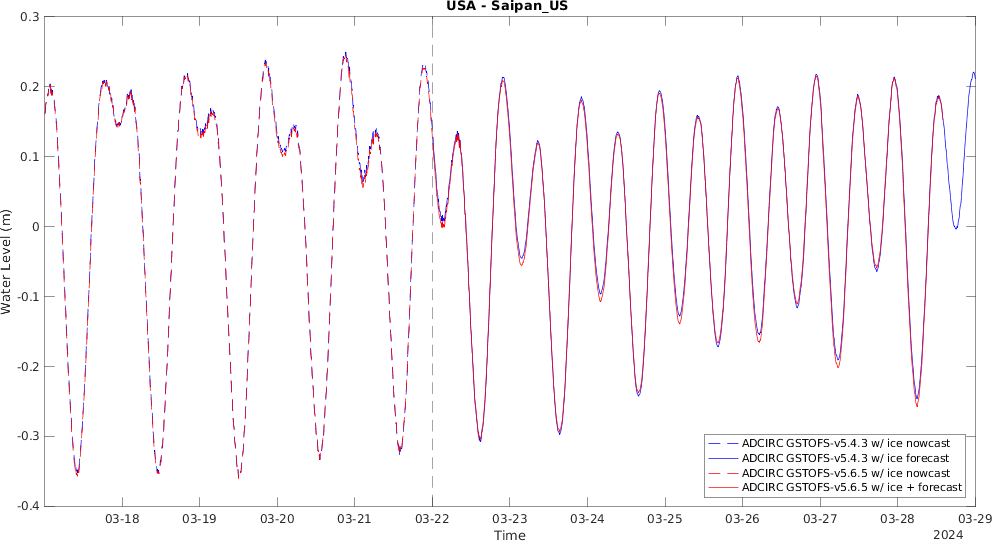 USA - Saipan_US
0.3
0.2
0.1
0
-0.1
-0.2
-0.3
-0.4
Water Level (m)
ADCIRC GSTOFS-v5.4.3 w/ ice nowcast
ADCIRC GSTOFS-v5.4.3 w/ ice forecast
ADCIRC GSTOFS-v5.6.5 w/ ice nowcast
ADCIRC GSTOFS-v5.6.5 w/ ice + forecast
03-18 03-19 03-20 03-21 03-22 03-23 03-24 03-25 03-26 03-27 03-28 03-29
Time
2024